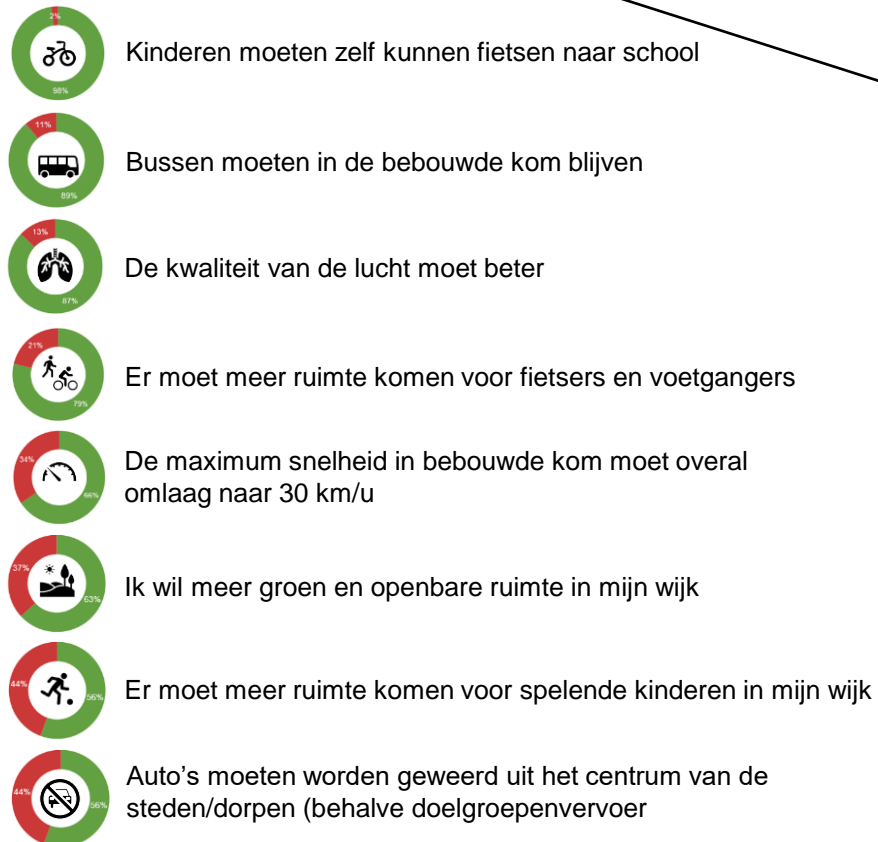 2%
98%
Kinderen moeten zelf kunnen fietsen naar school
11%
89%
Bussen moeten in de bebouwde kom blijven
13%
87%
De kwaliteit van de lucht moet beter
21%
79%
Er moet meer ruimte komen voor fietsers en voetgangers
34%
66%
De maximum snelheid in bebouwde kom moet overal
omlaag naar 30 km/u
37%
63%
Ik wil meer groen en openbare ruimte in mijn wijk
44%
56%
Er moet meer ruimte komen voor spelende kinderen in mijn wijk
44%
56%
Auto's moeten worden geweerd uit het centrum van de
steden/dorpen (behalve doelgroepenvervoer